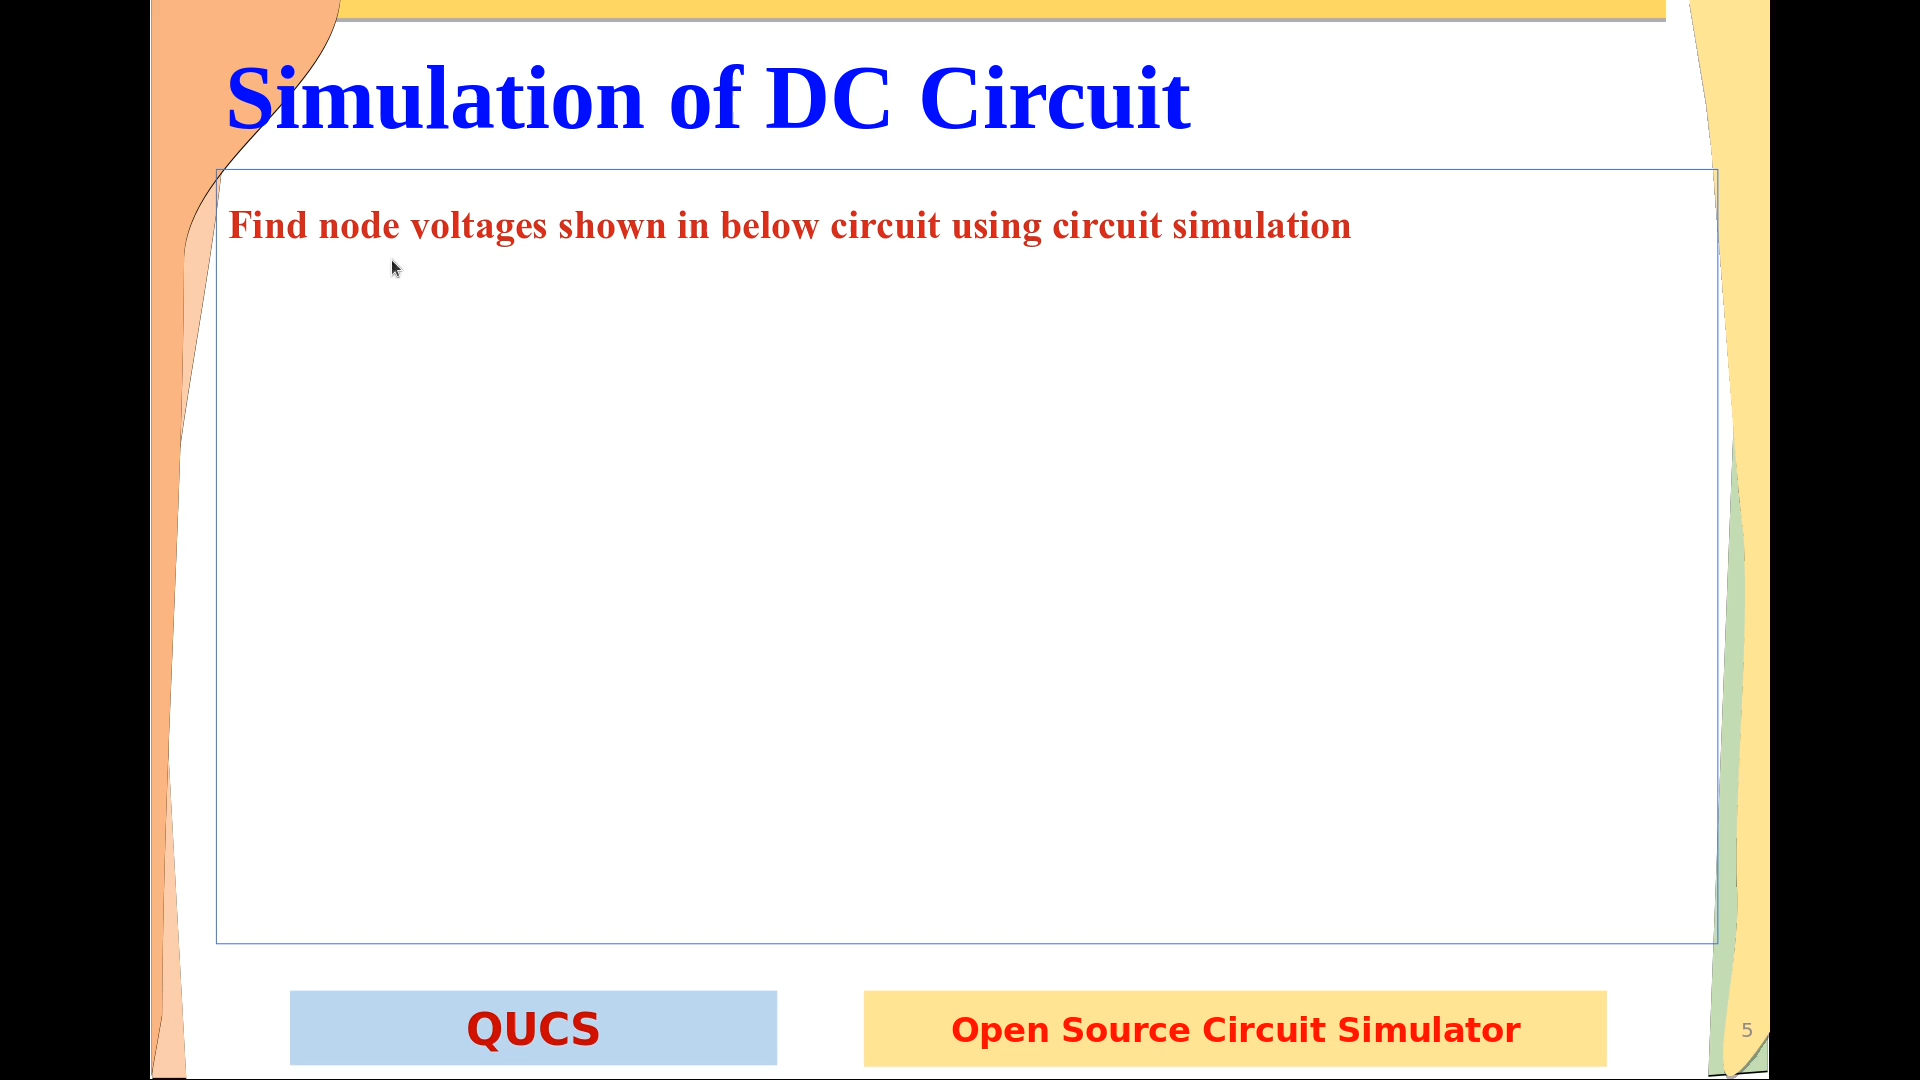 Simulation of DC Circuit
Find node voltages shown in below circuit using circuit simulation
QUCS
Open Source Circuit Simulator
5